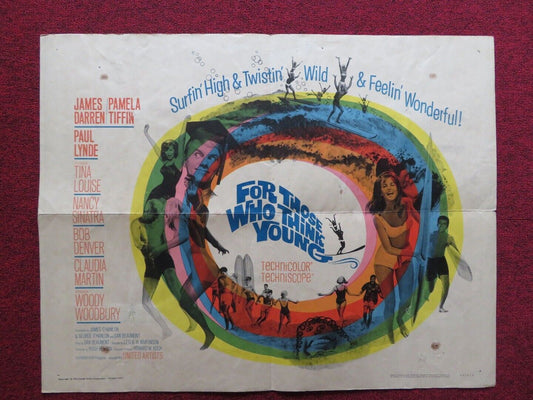 Surfin' High & Twistin' Wild & Feelin' Wonderful!
JAMES DARREN
PAMELA TIFFIN
PAUL
LYNDE
TINA
LOUISE
NANCY
SINATRA
BOB
DENVER
CLAUDIA
MARTIN
WOODY
WOODBURY
FOR THOSE
WHO THINK
YOUNG
TECHNICOLOR®
TECHNISCOPE®
UNITED ARTISTS